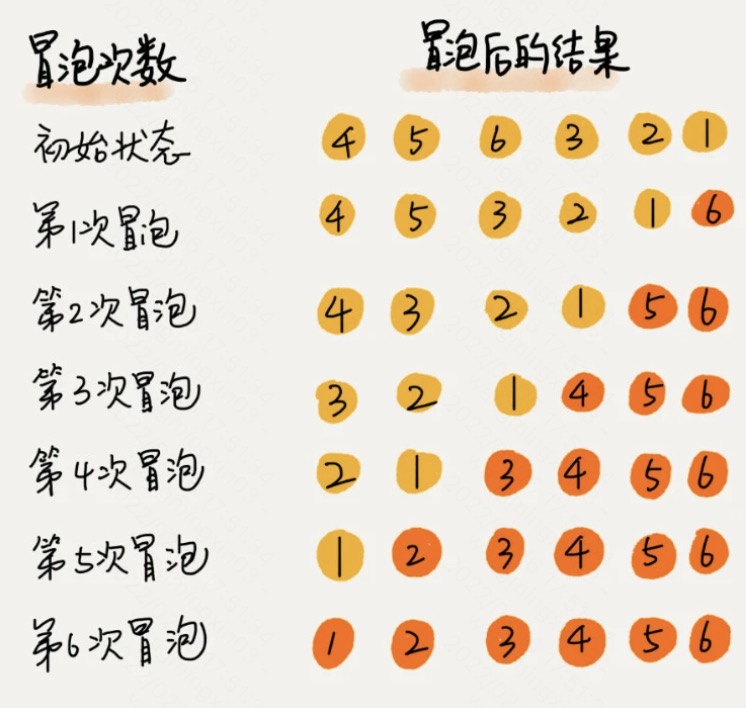 冒泡次数 冒泡后的结果
初始状态 4 5 6 3 2 1
第1次冒泡 4 5 3 2 1 6
第2次冒泡 4 3 2 1 5 6
第3次冒泡 3 2 1 4 5 6
第4次冒泡 2 1 3 4 5 6
第5次冒泡 1 2 3 4 5 6
第6次冒泡 1 2 3 4 5 6